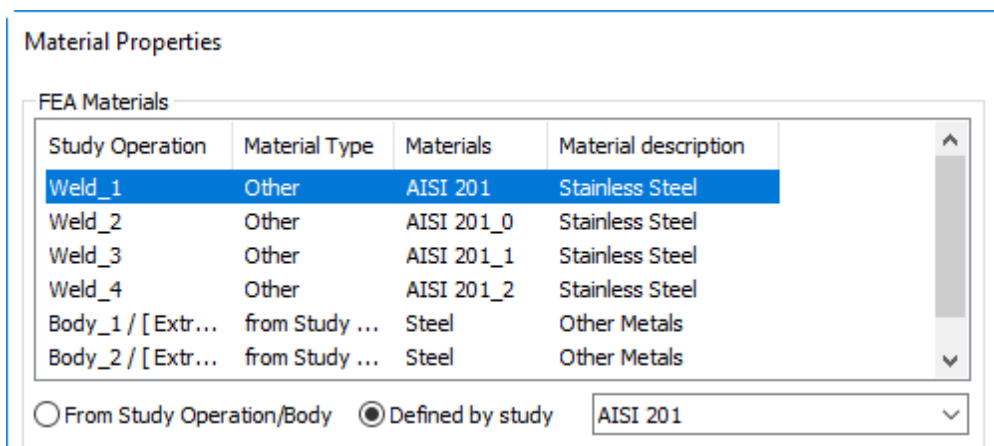 Material Properties
FEA Materials
Study Operation Material Type Materials Material description
Weld_1 Other AISI 201 Stainless Steel
Weld_2 Other AISI 201_0 Stainless Steel
Weld_3 Other AISI 201_1 Stainless Steel
Weld_4 Other AISI 201_2 Stainless Steel
Body_1 / [ Extr... from Study ... Steel Other Metals
Body_2 / [ Extr... from Study ... Steel Other Metals
From Study Operation/Body Defined by study AISI 201